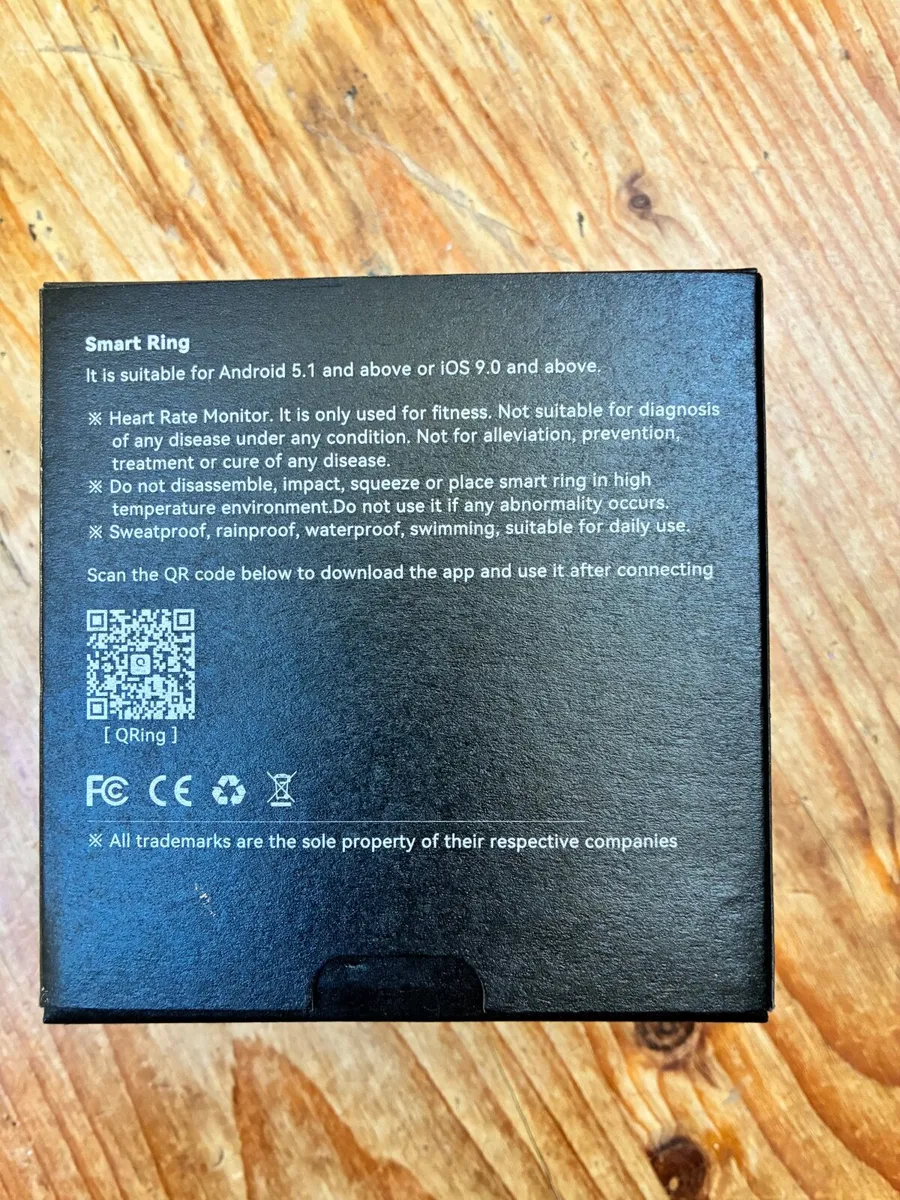 Smart Ring
It is suitable for Android 5.1 and above or iOS 9.0 and above.
※ Heart Rate Monitor. It is only used for fitness. Not suitable for diagnosis
of any disease under any condition. Not for alleviation, prevention,
treatment or cure of any disease.
※ Do not disassemble, impact, squeeze or place smart ring in high
temperature environment.Do not use it if any abnormality occurs.
※ Sweatproof, rainproof, waterproof, swimming, suitable for daily use.
Scan the QR code below to download the app and use it after connecting
[ QRing ]
FC CE
※ All trademarks are the sole property of their respective companies